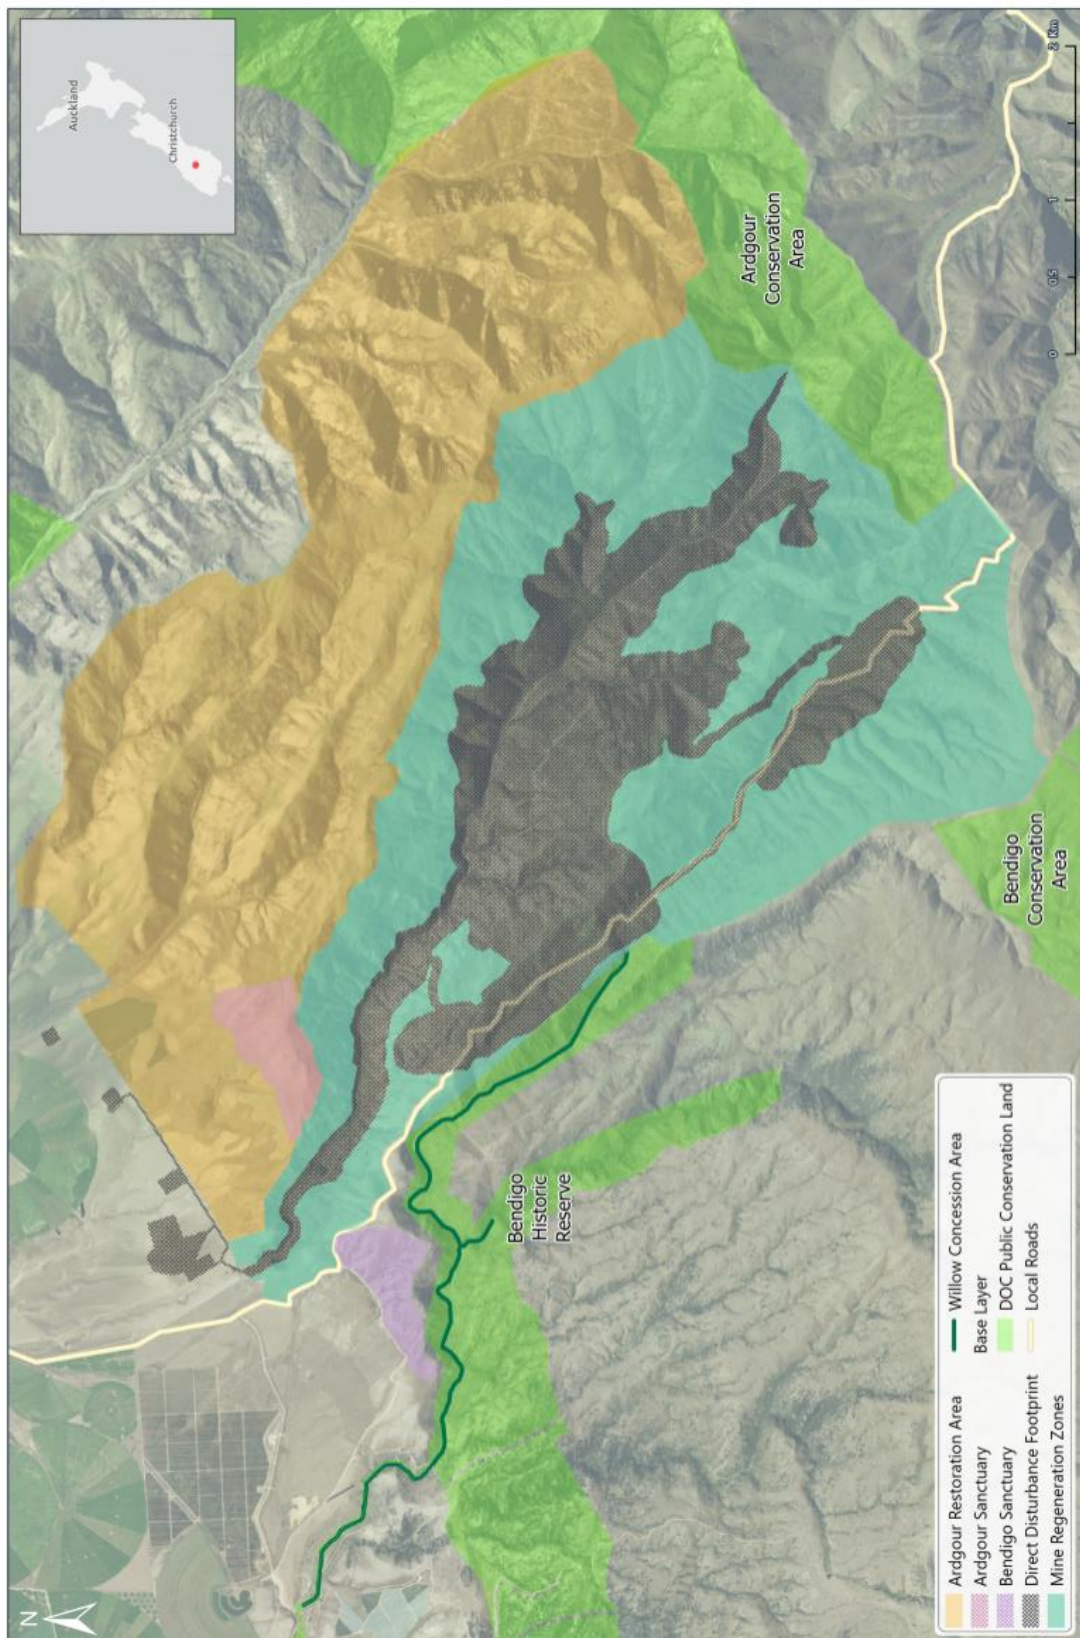 N
Auckland
Christchurch
Ardgour
Conservation
Area
Bendigo
Historic
Reserve
Bendigo
Conservation
Area
Ardgour Restoration Area
Ardgour Sanctuary
Bendigo Sanctuary
Direct Disturbance Footprint
Mine Regeneration Zones
Willow Concession Area
Base Layer
DOC Public Conservation Land
Local Roads
0 0.5 1 2 Km